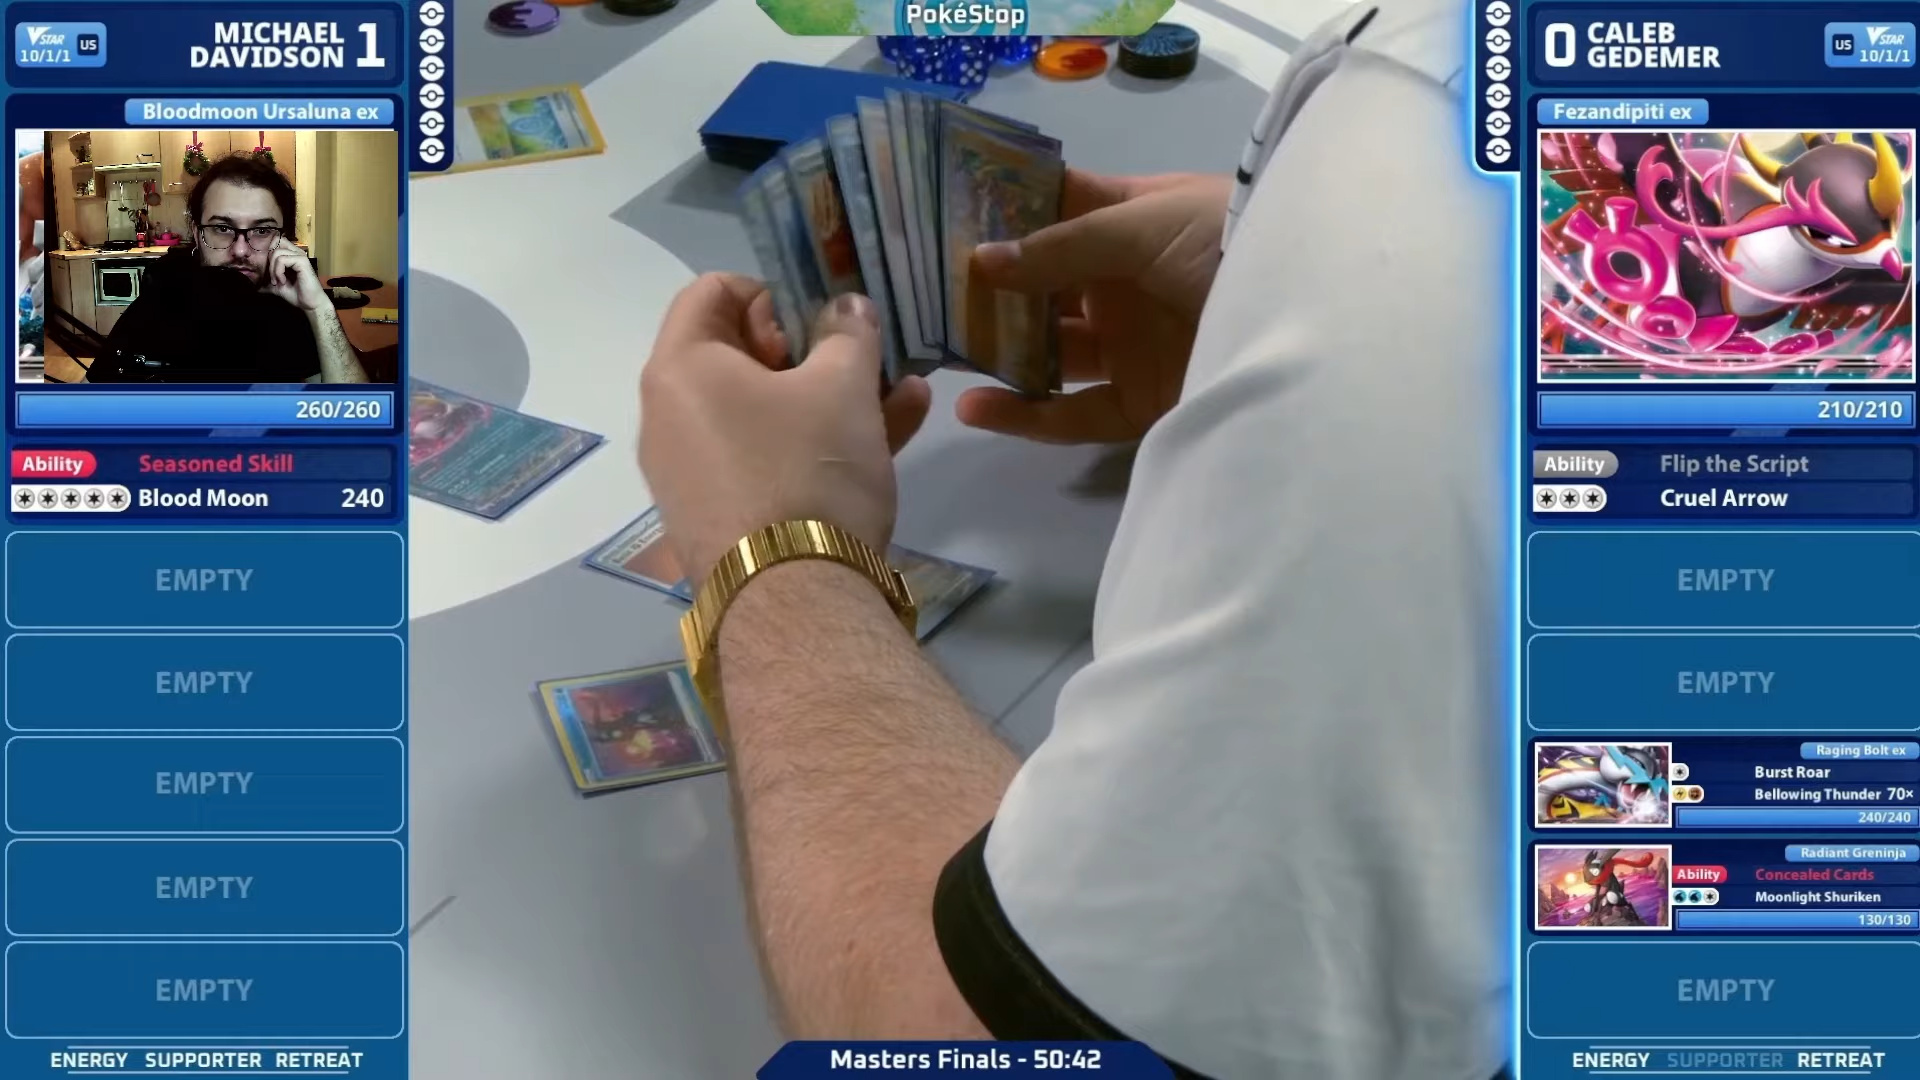 PokéStop
VSTAR
10/1/1
US
MICHAEL
DAVIDSON
1
Bloodmoon Ursaluna ex
260/260
Ability
Seasoned Skill
Blood Moon
240
EMPTY
EMPTY
EMPTY
EMPTY
EMPTY
ENERGY SUPPORTER RETREAT
Masters Finals - 50:42
0
CALEB
GEDEMER
US
VSTAR
10/1/1
Fezandipiti ex
210/210
Ability
Flip the Script
Cruel Arrow
EMPTY
EMPTY
Raging Bolt ex
Burst Roar
Bellowing Thunder 70×
240/240
Radiant Greninja
Ability
Concealed Cards
Moonlight Shuriken
130/130
EMPTY
ENERGY SUPPORTER RETREAT